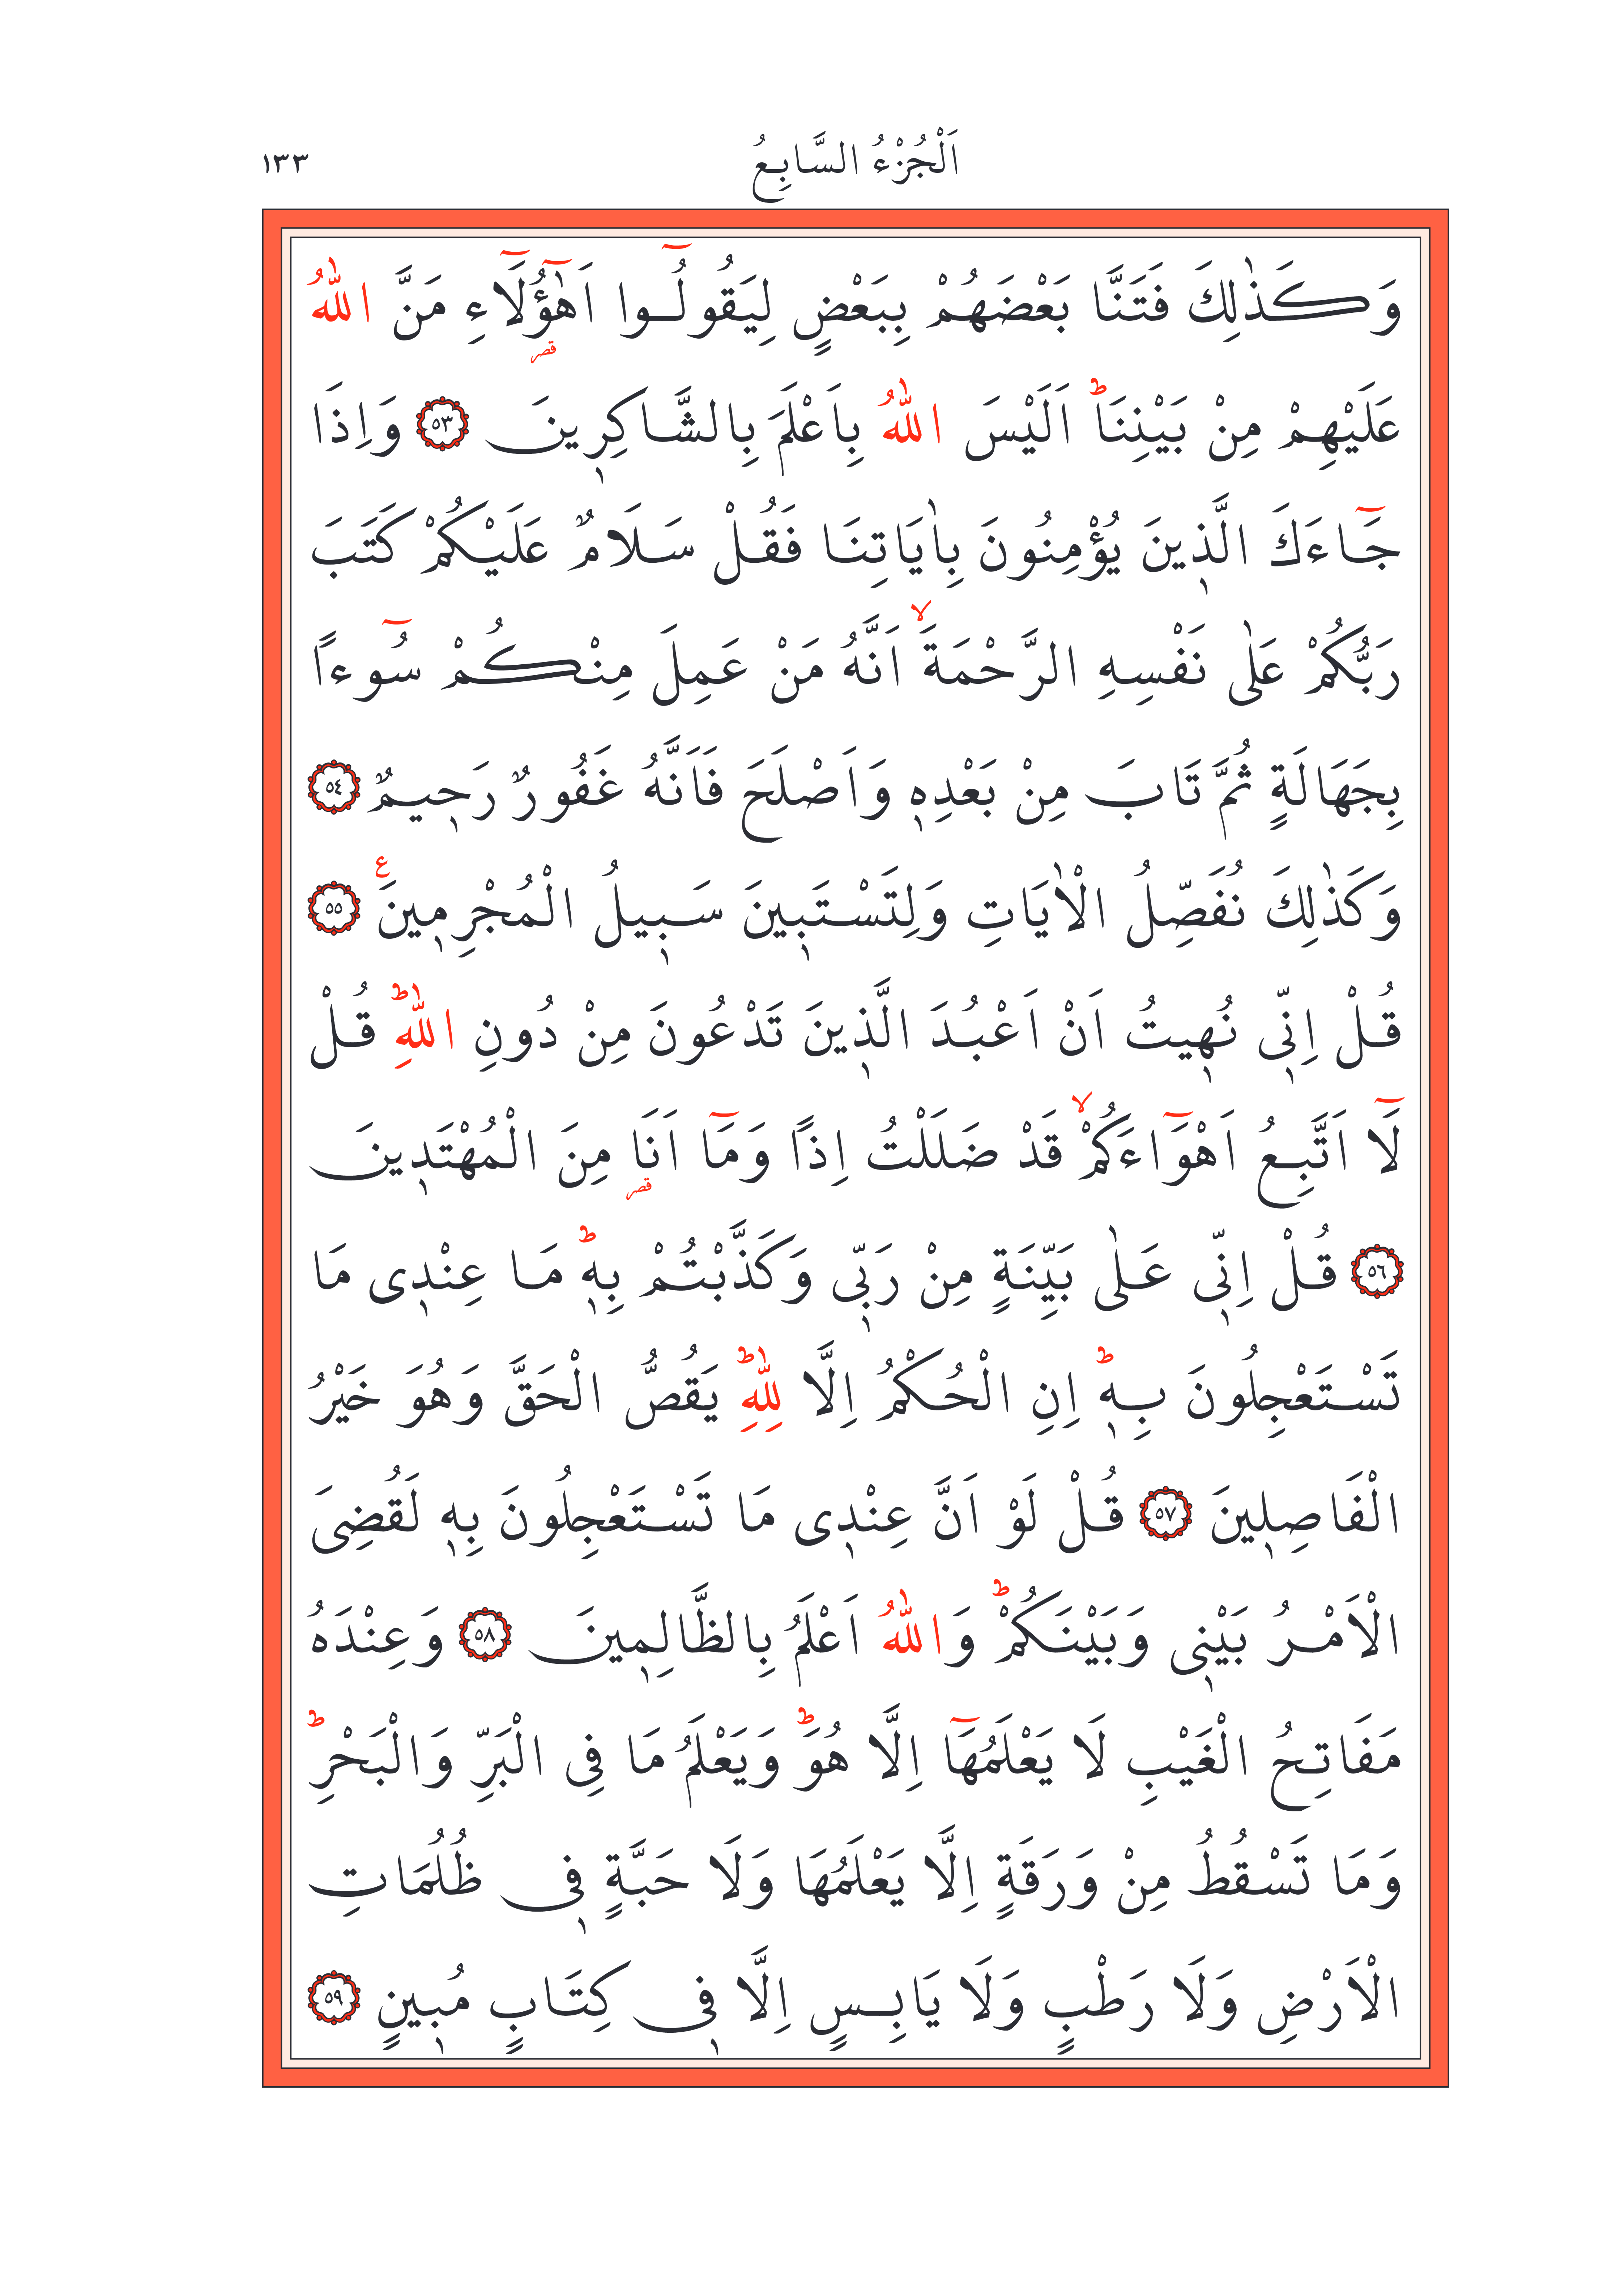 اَلْجُزْءُ السَّابِعُ
١٣٣
وَكَذٰلِكَ فَتَنَّا بَعْضَهُمْ بِبَعْضٍ لِيَقُولُٓوا اَهٰٓؤُ۬لَٓاءِ مَنَّ اللّٰهُ
قصر
عَلَيْهِمْ مِنْ بَيْنِنَاۜ اَلَيْسَ اللّٰهُ بِاَعْلَمَ بِالشَّاكِر۪ينَ ٥٣ وَاِذَا
جَٓاءَكَ الَّذ۪ينَ يُؤْمِنُونَ بِاٰيَاتِنَا فَقُلْ سَلَامٌ عَلَيْكُمْ كَتَبَ
رَبُّكُمْ عَلٰى نَفْسِهِ الرَّحْمَةَۙ اَنَّهُ مَنْ عَمِلَ مِنْكُمْ سُٓوءًا
بِجَهَالَةٍ ثُمَّ تَابَ مِنْ بَعْدِه۪ وَاَصْلَحَ فَاَنَّهُ غَفُورٌ رَح۪يمٌ ٥٤
وَكَذٰلِكَ نُفَصِّلُ الْاٰيَاتِ وَلِتَسْتَب۪ينَ سَب۪يلُ الْمُجْرِم۪ينَ ع ٥٥
قُلْ اِنّ۪ي نُه۪يتُ اَنْ اَعْبُدَ الَّذ۪ينَ تَدْعُونَ مِنْ دُونِ اللّٰهِۜ قُلْ
لَٓا اَتَّبِعُ اَهْوَٓاءَكُمْۙ قَدْ ضَلَلْتُ اِذًا وَمَٓا اَنَا۬ مِنَ الْمُهْتَد۪ينَ
قصر
٥٦ قُلْ اِنّ۪ي عَلٰى بَيِّنَةٍ مِنْ رَبّ۪ي وَكَذَّبْتُمْ بِه۪ۜ مَا عِنْد۪ي مَا
تَسْتَعْجِلُونَ بِه۪ۜ اِنِ الْحُكْمُ اِلَّا لِلّٰهِۜ يَقُصُّ الْحَقَّ وَهُوَ خَيْرُ
الْفَاصِل۪ينَ ٥٧ قُلْ لَوْ اَنَّ عِنْد۪ي مَا تَسْتَعْجِلُونَ بِه۪ لَقُضِيَ
الْاَمْرُ بَيْن۪ي وَبَيْنَكُمْۜ وَاللّٰهُ اَعْلَمُ بِالظَّالِم۪ينَ ٥٨ وَعِنْدَهُ
مَفَاتِحُ الْغَيْبِ لَا يَعْلَمُهَٓا اِلَّا هُوَۜ وَيَعْلَمُ مَا فِي الْبَرِّ وَالْبَحْرِۜ
وَمَا تَسْقُطُ مِنْ وَرَقَةٍ اِلَّا يَعْلَمُهَا وَلَا حَبَّةٍ ف۪ي ظُلُمَاتِ
الْاَرْضِ وَلَا رَطْبٍ وَلَا يَابِسٍ اِلَّا ف۪ي كِتَابٍ مُب۪ينٍ ٥٩